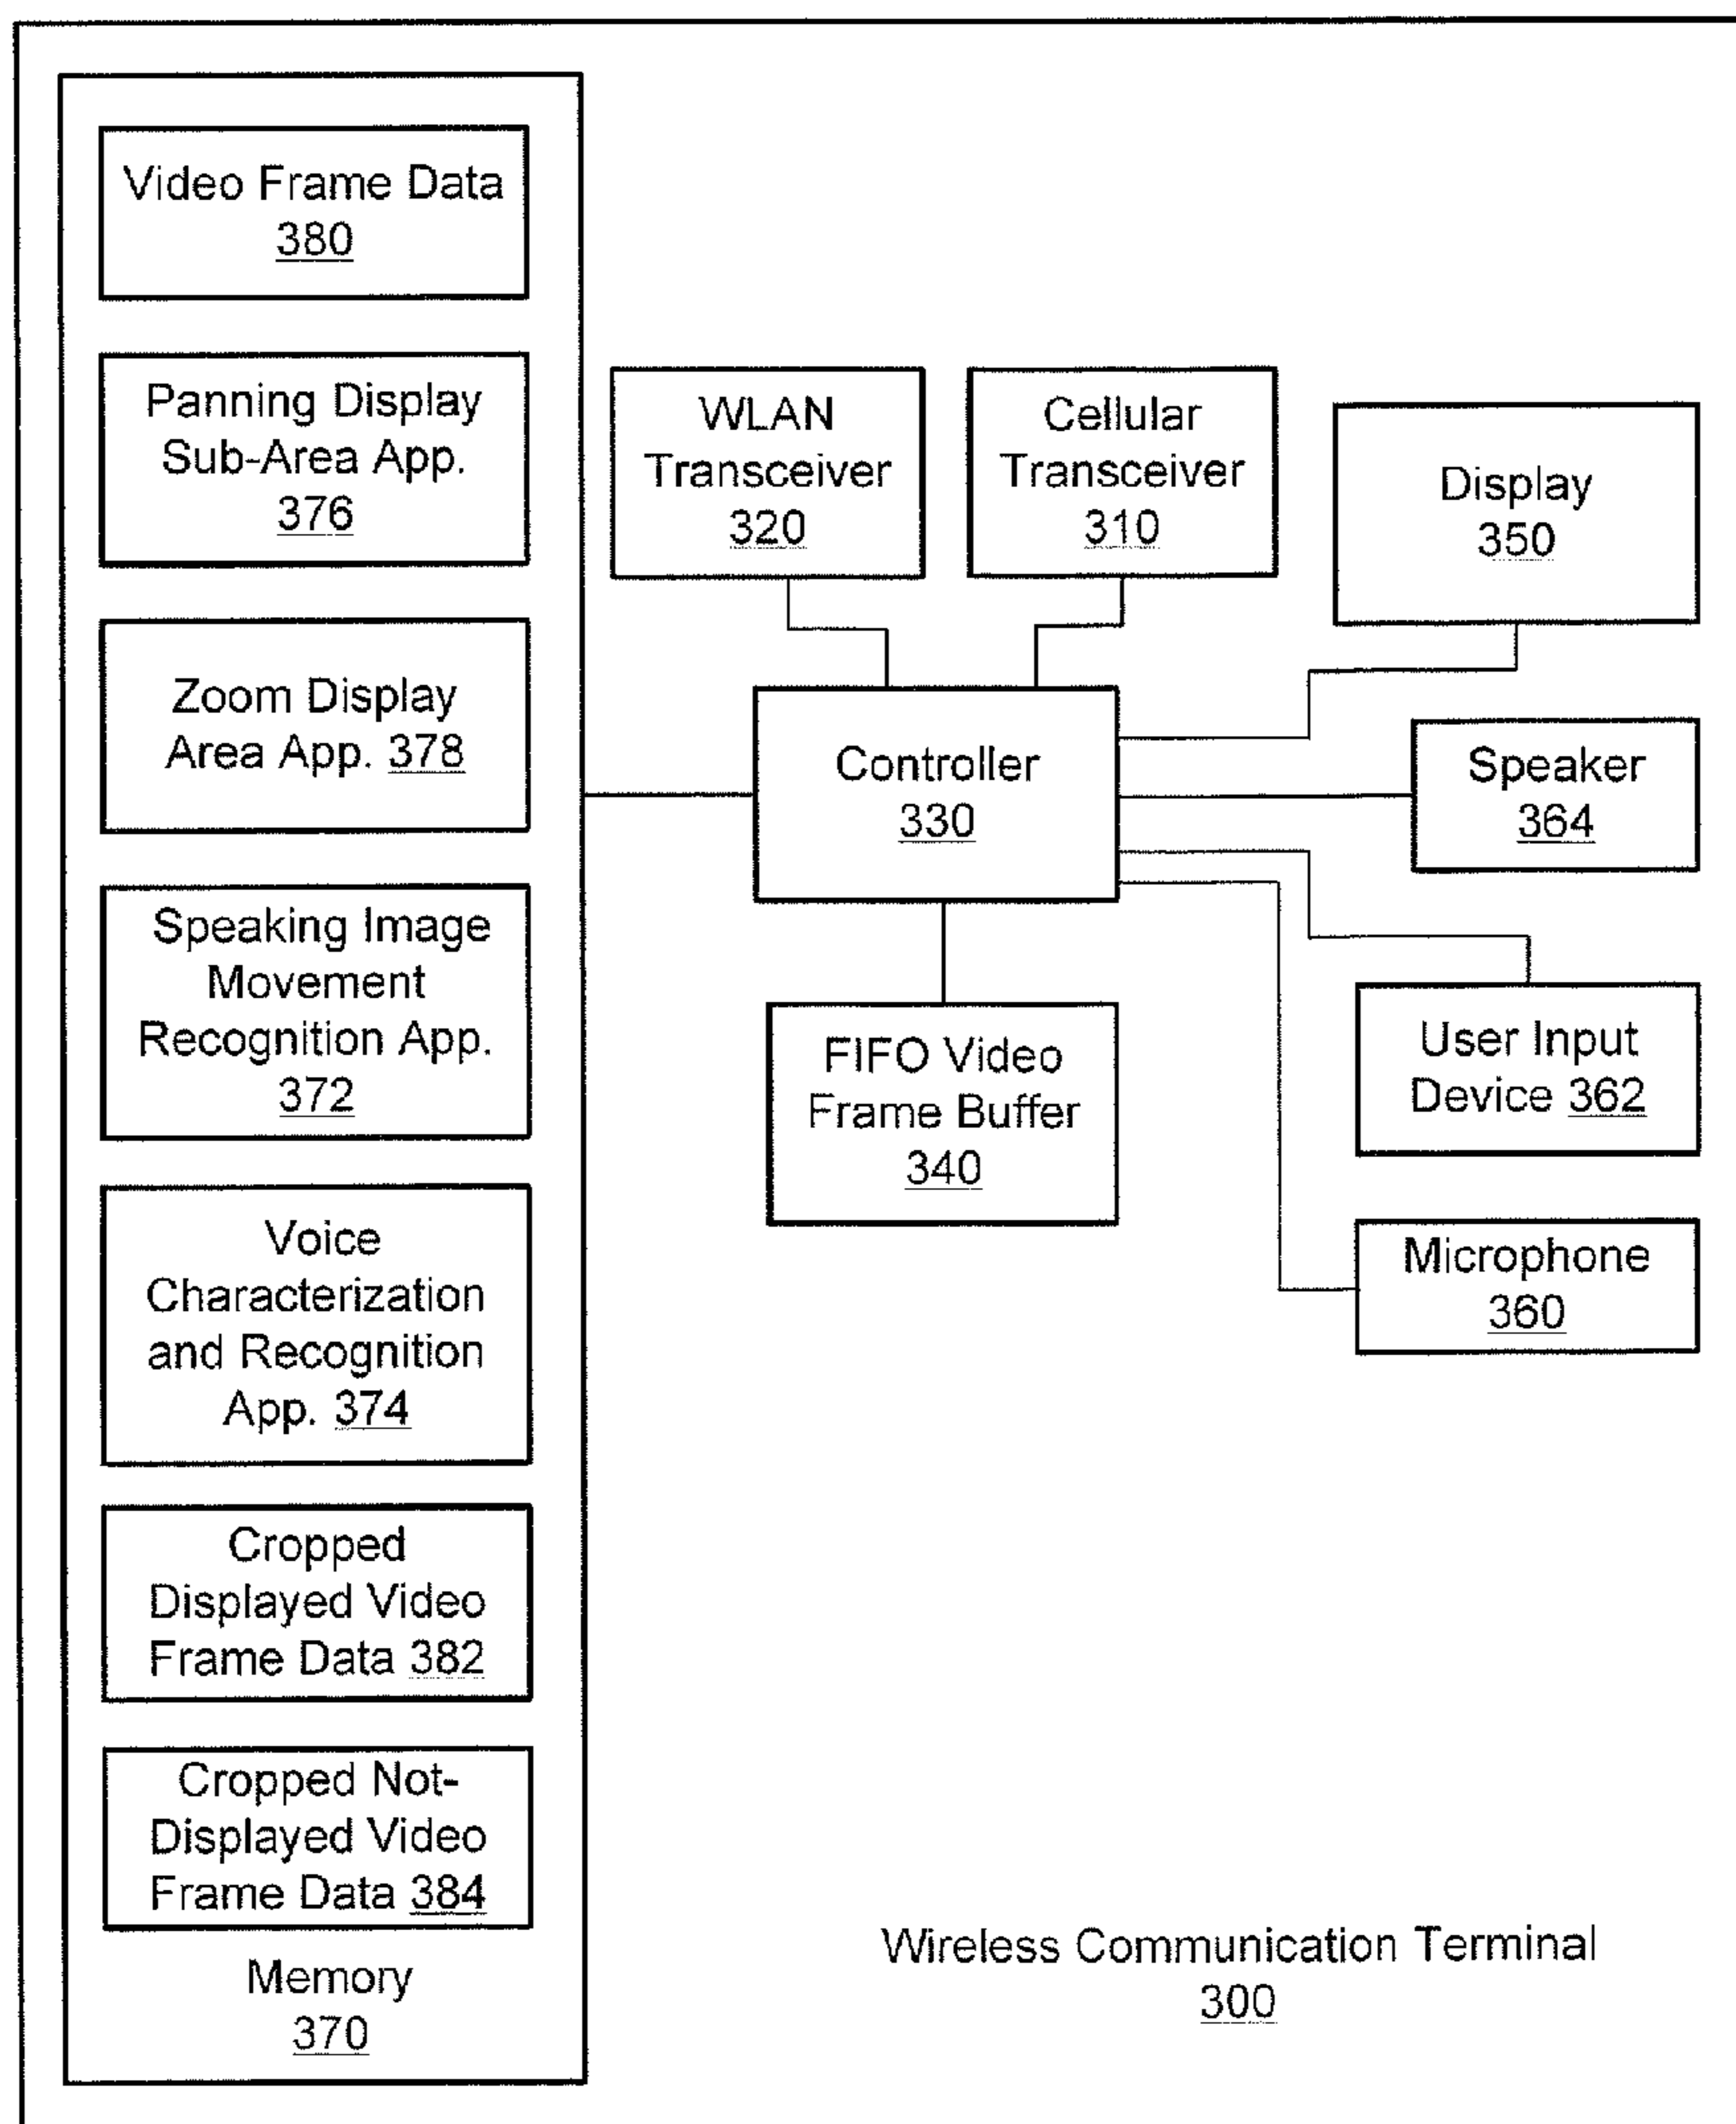 Video Frame Data
380
Panning Display
Sub-Area App.
376
Zoom Display
Area App. 378
Speaking Image
Movement
Recognition App.
372
Voice
Characterization
and Recognition
App. 374
Cropped
Displayed Video
Frame Data 382
Cropped Not-
Displayed Video
Frame Data 384
Memory
370
WLAN
Transceiver
320
Cellular
Transceiver
310
Display
350
Controller
330
Speaker
364
FIFO Video
Frame Buffer
340
User Input
Device 362
Microphone
360
Wireless Communication Terminal
300